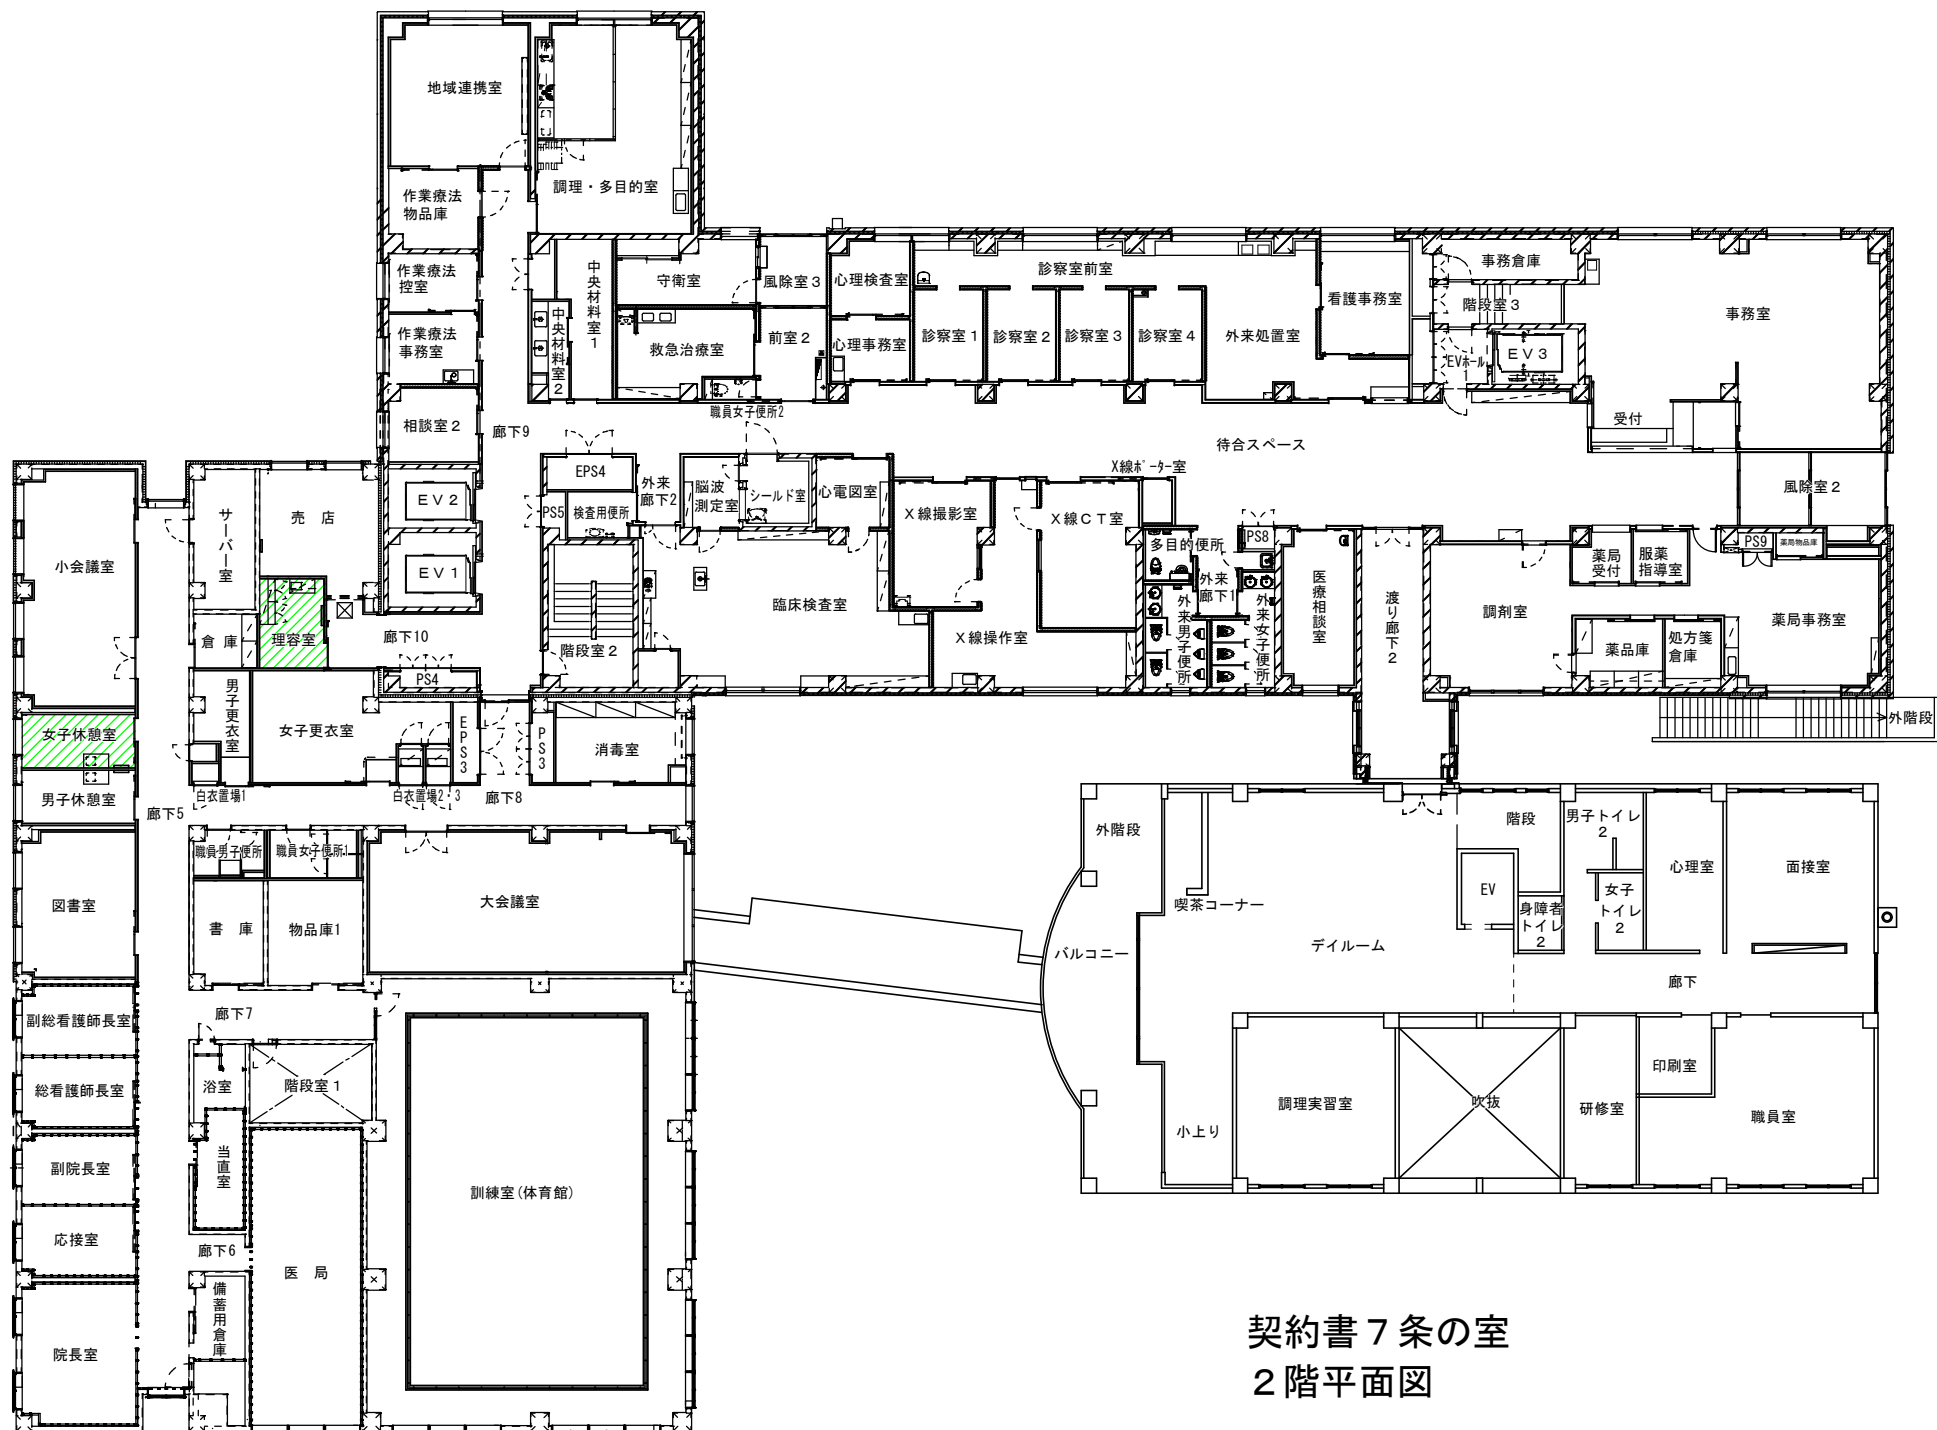 地域連携室
調理・多目的室
作業療法
物品庫
作業療法
控室
作業療法
事務室
相談室2
中央材料室1
中央材料室2
守衛室
風除室3
救急治療室
前室2
職員女子便所2
心理検査室
心理事務室
診察室前室
診察室1
診察室2
診察室3
診察室4
外来処置室
看護事務室
事務倉庫
階段室3
EVホール
EV3
事務室
受付
廊下9
待合スペース
X線ポーター室
風除室2
EV2
EV1
EPS4
PS5
検査用便所
外来
廊下2
脳波
測定室
シールド室
心電図室
X線撮影室
X線CT室
多目的便所
PS8
外来
廊下1
外来男子便所
外来女子便所
医療相談室
渡り廊下2
調剤室
薬局
受付
服薬
指導室
PS9
薬局物品庫
薬局事務室
薬品庫
処方箋
倉庫
外階段
臨床検査室
X線操作室
階段室2
小会議室
サーバー室
売 店
倉庫
理容室
廊下10
PS4
男子更衣室
女子更衣室
EPS3
PS3
消毒室
女子休憩室
男子休憩室
白衣置場1
白衣置場2・3
廊下8
廊下5
職員男子便所
職員女子便所1
図書室
書 庫
物品庫1
大会議室
廊下7
副総看護師長室
総看護師長室
浴室
階段室1
副院長室
当直室
応接室
廊下6
医 局
備蓄用倉庫
院長室
訓練室(体育館)
外階段
喫茶コーナー
バルコニー
デイルーム
階段
EV
男子トイレ
2
身障者
トイレ
2
女子
トイレ
2
心理室
面接室
廊下
小上り
調理実習室
吹抜
研修室
印刷室
職員室
契約書7条の室
2階平面図